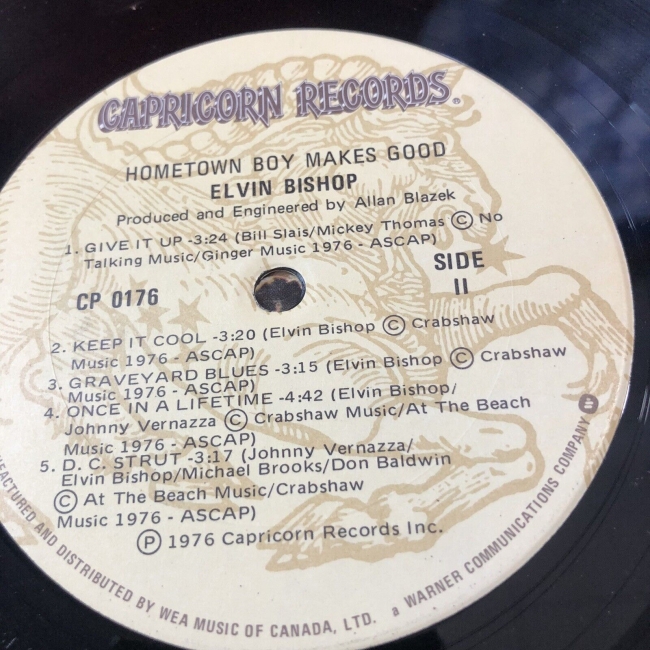 CAPRICORN RECORDS®
HOMETOWN BOY MAKES GOOD
ELVIN BISHOP
Produced and Engineered by Allan Blazek
1. GIVE IT UP -3:24 (Bill Slais/Mickey Thomas © No
Talking Music/Ginger Music 1976 - ASCAP)
SIDE
II
CP 0176
2. KEEP IT COOL -3:20 (Elvin Bishop © Crabshaw
Music 1976 - ASCAP)
3. GRAVEYARD BLUES -3:15 (Elvin Bishop © Crabshaw
Music 1976 - ASCAP)
4. ONCE IN A LIFETIME -4:42 (Elvin Bishop/
Johnny Vernazza © Crabshaw Music/At The Beach
Music 1976 - ASCAP)
5. D. C. STRUT -3:17 (Johnny Vernazza/
Elvin Bishop/Michael Brooks/Don Baldwin
© At The Beach Music/Crabshaw
Music 1976 - ASCAP)
℗ 1976 Capricorn Records Inc.
AND DISTRIBUTED BY WEA MUSIC OF CANADA, LTD. a WARNER COMMUNICATIONS COMPANY